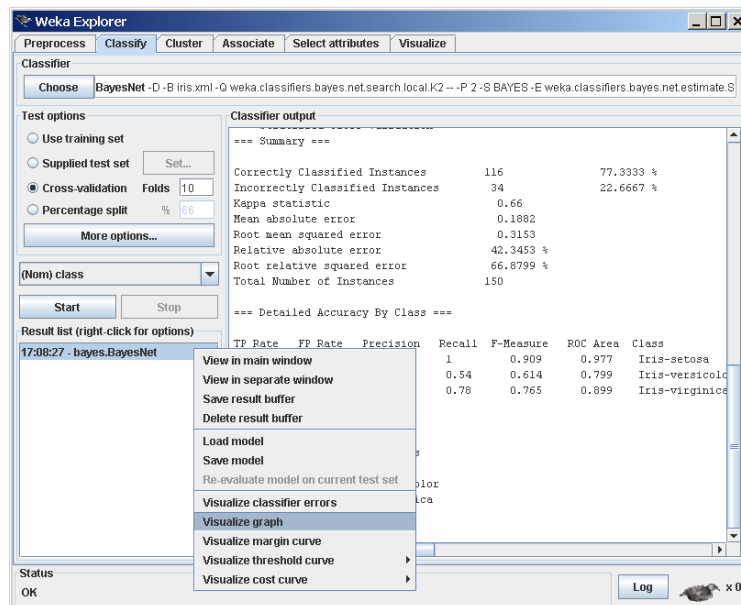 Weka Explorer
Preprocess Classify Cluster Associate Select attributes Visualize
Classifier
Choose BayesNet -D -B iris.xml -Q weka.classifiers.bayes.net.search.local.K2 -- -P 2 -S BAYES -E weka.classifiers.bayes.net.estimate.S
Test options
Use training set
Supplied test set Set...
Cross-validation Folds 10
Percentage split % 66
More options...
(Nom) class
Start Stop
Result list (right-click for options)
17:08:27 - bayes.BayesNet
Classifier output
=== Summary ===
Correctly Classified Instances 116 77.3333 %
Incorrectly Classified Instances 34 22.6667 %
Kappa statistic 0.66
Mean absolute error 0.1882
Root mean squared error 0.3153
Relative absolute error 42.3453 %
Root relative squared error 66.8799 %
Total Number of Instances 150
=== Detailed Accuracy By Class ===
TP Rate FP Rate Precision Recall F-Measure ROC Area Class
1 0.909 0.977 Iris-setosa
0.54 0.614 0.799 Iris-versicolo
0.78 0.765 0.899 Iris-virginica
View in main window
View in separate window
Save result buffer
Delete result buffer
Load model
Save model
Re-evaluate model on current test set
Visualize classifier errors
Visualize graph
Visualize margin curve
Visualize threshold curve
Visualize cost curve
Status
OK
Log
x 0